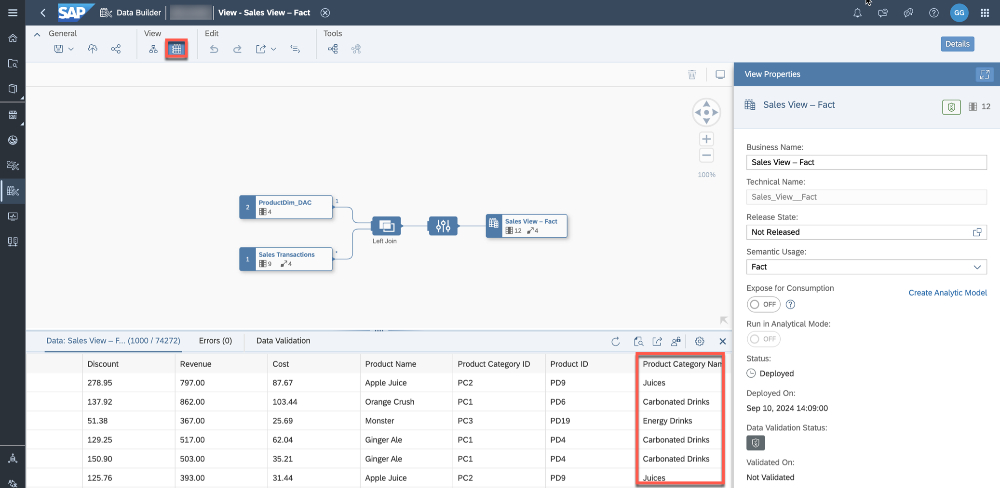 SAP Data Builder View - Sales View – Fact GG
General View Edit Tools
Details
View Properties
Sales View – Fact
12
Business Name:
Sales View – Fact
Technical Name:
Sales_View__Fact
Release State:
Not Released
Semantic Usage:
Fact
Expose for Consumption
Create Analytic Model
OFF
Run in Analytical Mode:
OFF
Status:
Deployed
Deployed On:
Sep 10, 2024 14:09:00
Data Validation Status:
Validated On:
Not Validated
100%
2 ProductDim_DAC 1
4
Left Join
Sales View – Fact
12 4
1 Sales Transactions *
9 4
Data: Sales View – F... (1000 / 74272) Errors (0) Data Validation
Discount Revenue Cost Product Name Product Category ID Product ID Product Category Nam
278.95 797.00 87.67 Apple Juice PC2 PD9 Juices
137.92 862.00 103.44 Orange Crush PC1 PD6 Carbonated Drinks
51.38 367.00 25.69 Monster PC3 PD19 Energy Drinks
129.25 517.00 62.04 Ginger Ale PC1 PD4 Carbonated Drinks
150.90 503.00 35.21 Ginger Ale PC1 PD4 Carbonated Drinks
125.76 393.00 31.44 Apple Juice PC2 PD9 Juices